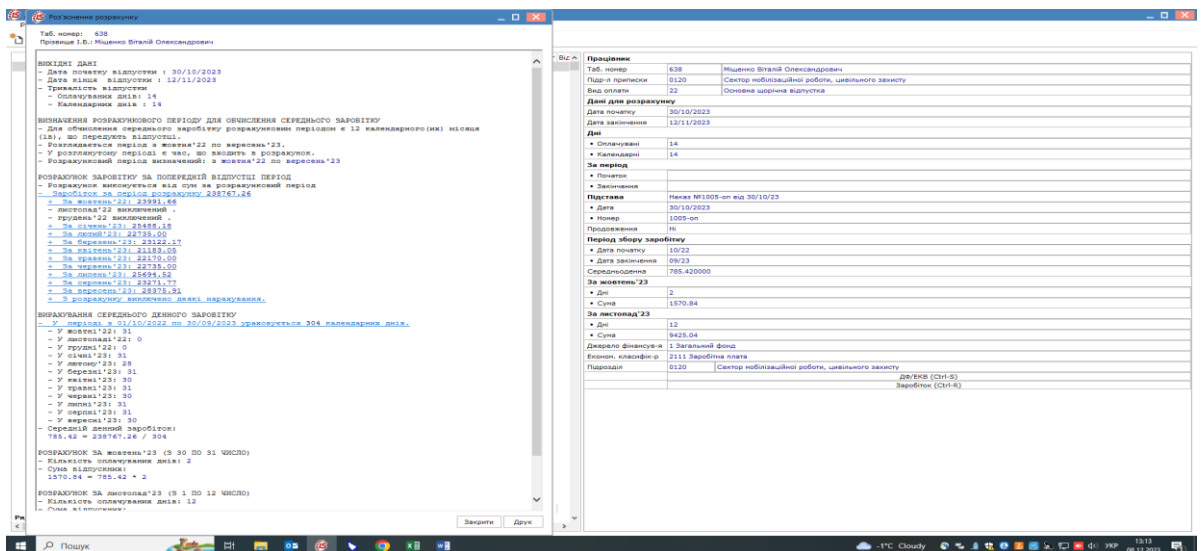 Роз'яснення розрахунку
Таб. номер: 638
Прізвище І.Б.: Міщенко Віталій Олександрович
ВИХІДНІ ДАНІ
- Дата початку відпустки : 30/10/2023
- Дата кінця відпустки : 12/11/2023
- Тривалість відпустки
- Оплачуваних днів: 14
- Календарних днів : 14
ВИЗНАЧЕННЯ РОЗРАХУНКОВОГО ПЕРІОДУ ДЛЯ ОБЧИСЛЕННЯ СЕРЕДНЬОГО ЗАРОБІТКУ
- Для обчислення середнього заробітку розрахунковим періодом є 12 календарного(их) місяця
(ів), що передують відпустці.
- Розглядається період з жовтня'22 по вересень'23.
- У розглянутому періоді є час, що входить в розрахунок.
- Розрахунковий період визначений: з жовтня'22 по вересень'23
РОЗРАХУНОК ЗАРОБІТКУ ЗА ПОПЕРЕДНІЙ ВІДПУСТЦІ ПЕРІОД
- Розрахунок виконується від сум за розрахунковий період
- Заробіток за період розрахунку 238767.26
+ За жовтень'22: 23991.66
- листопад'22 виключений .
- грудень'22 виключений .
+ За січень'23: 25488.18
+ За лютий'23: 22735.00
+ За березень'23: 23122.17
+ За квітень'23: 21183.05
+ За травень'23: 22170.00
+ За червень'23: 22735.00
+ За липень'23: 25694.52
+ За серпень'23: 23271.77
+ За вересень'23: 28375.91
+ З розрахунку виключено деякі нарахування.
ВИРАХУВАННЯ СЕРЕДНЬОГО ДЕННОГО ЗАРОБІТКУ
- У періоді з 01/10/2022 по 30/09/2023 ураховується 304 календарних днів.
- У жовтні'22: 31
- У листопаді'22: 0
- У грудні'22: 0
- У січні'23: 31
- У лютому'23: 28
- У березні'23: 31
- У квітні'23: 30
- У травні'23: 31
- У червні'23: 30
- У липні'23: 31
- У серпні'23: 31
- У вересні'23: 30
- Середній денний заробіток:
785.42 = 238767.26 / 304
РОЗРАХУНОК ЗА жовтень'23 (З 30 ПО 31 ЧИСЛО)
- Кількість оплачуваних днів: 2
- Сума відпускних:
1570.84 = 785.42 * 2
РОЗРАХУНОК ЗА листопад'23 (З 1 ПО 12 ЧИСЛО)
- Кількість оплачуваних днів: 12
- Сума відпускних:
Закрити Друк
Від
Працівник
Таб. номер 638 Міщенко Віталій Олександрович
Підр-л приписки 0120 Сектор мобілізаційної роботи, цивільного захисту
Вид оплати 22 Основна щорічна відпустка
Дані для розрахунку
Дата початку 30/10/2023
Дата закінчення 12/11/2023
Дні
• Оплачувані 14
• Календарні 14
За період
• Початок
• Закінчення
Підстава Наказ №1005-оп від 30/10/23
• Дата 30/10/2023
• Номер 1005-оп
Продовження Ні
Період збору заробітку
• Дата початку 10/22
• Дата закінчення 09/23
Середньоденна 785.420000
За жовтень'23
• Дні 2
• Сума 1570.84
За листопад'23
• Дні 12
• Сума 9425.04
Джерело фінансув-я 1 Загальний фонд
Економ. класифік-р 2111 Заробітна плата
Підрозділ 0120 Сектор мобілізаційної роботи, цивільного захисту
ДФ/ЕКВ (Ctrl-S)
Заробіток (Ctrl-R)
Пошук
-1°C Cloudy
УКР
13:13
08.12.2023